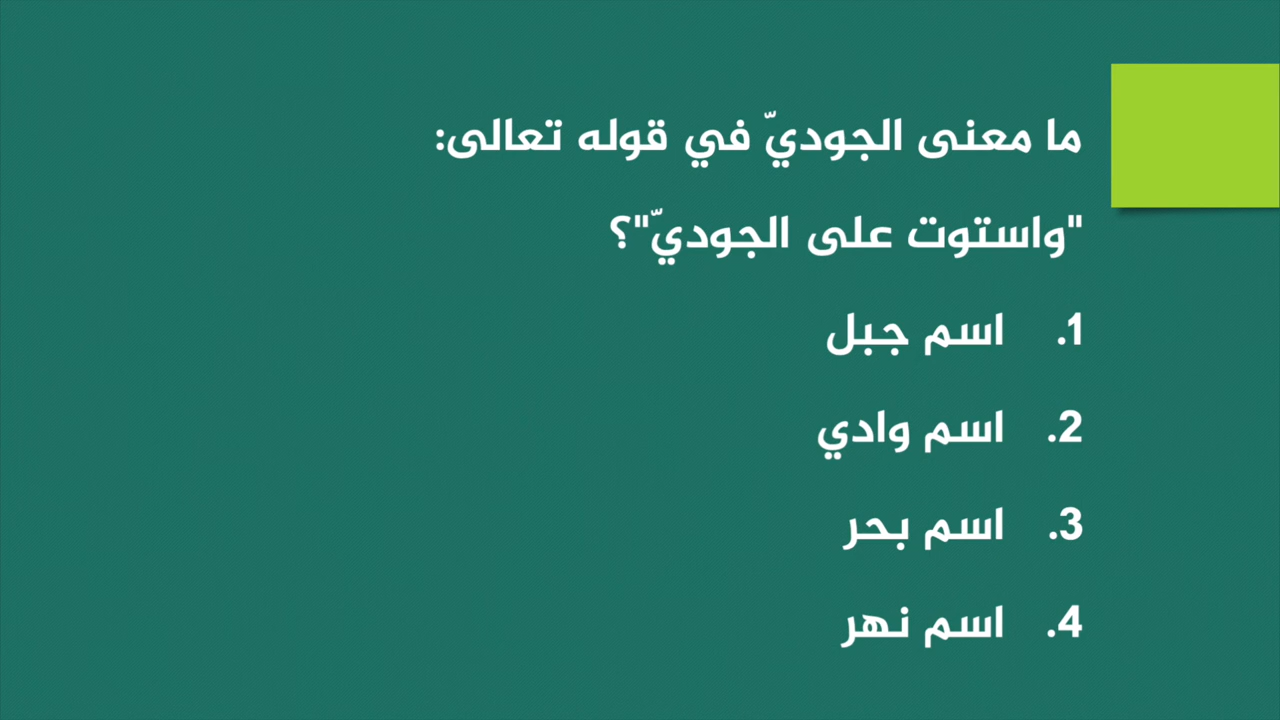 ما معنى الجوديّ في قوله تعالى:
"واستوت على الجوديّ"؟
1. اسم جبل
2. اسم وادي
3. اسم بحر
4. اسم نهر